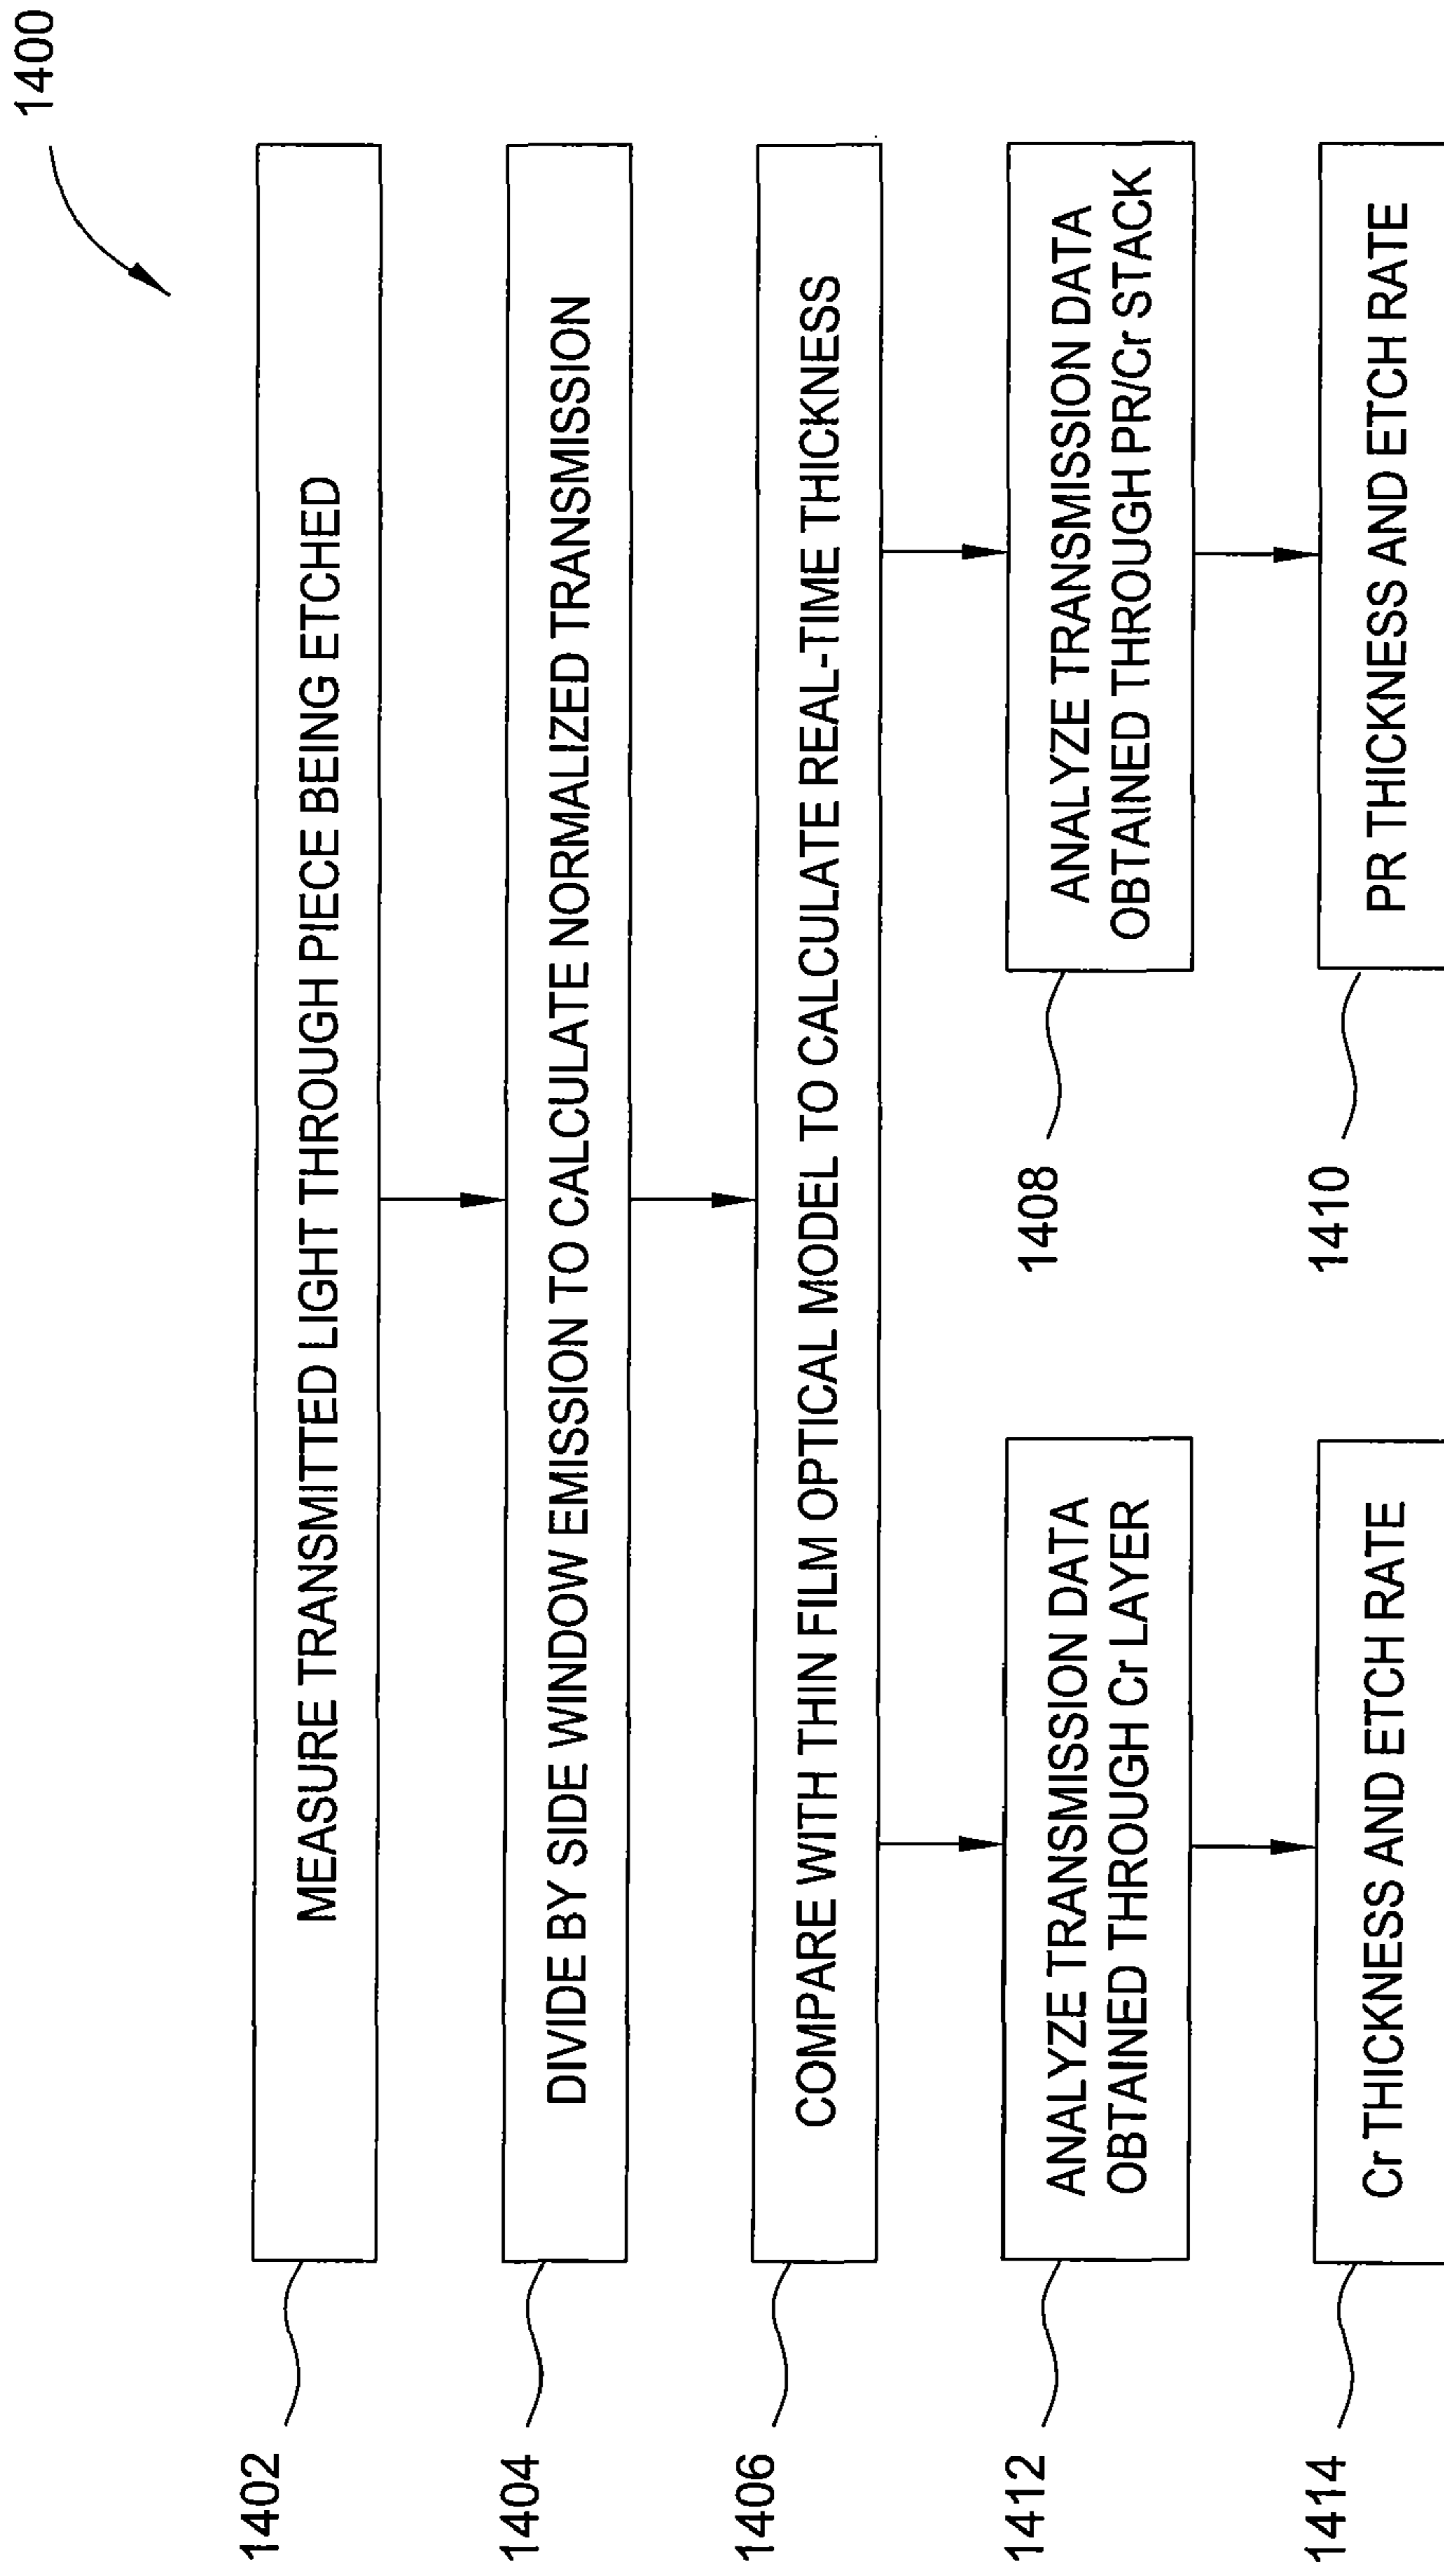 1400
1402
MEASURE TRANSMITTED LIGHT THROUGH PIECE BEING ETCHED
1404
DIVIDE BY SIDE WINDOW EMISSION TO CALCULATE NORMALIZED TRANSMISSION
1406
COMPARE WITH THIN FILM OPTICAL MODEL TO CALCULATE REAL-TIME THICKNESS
1412
ANALYZE TRANSMISSION DATA
OBTAINED THROUGH Cr LAYER
1408
ANALYZE TRANSMISSION DATA
OBTAINED THROUGH PR/Cr STACK
1414
Cr THICKNESS AND ETCH RATE
1410
PR THICKNESS AND ETCH RATE